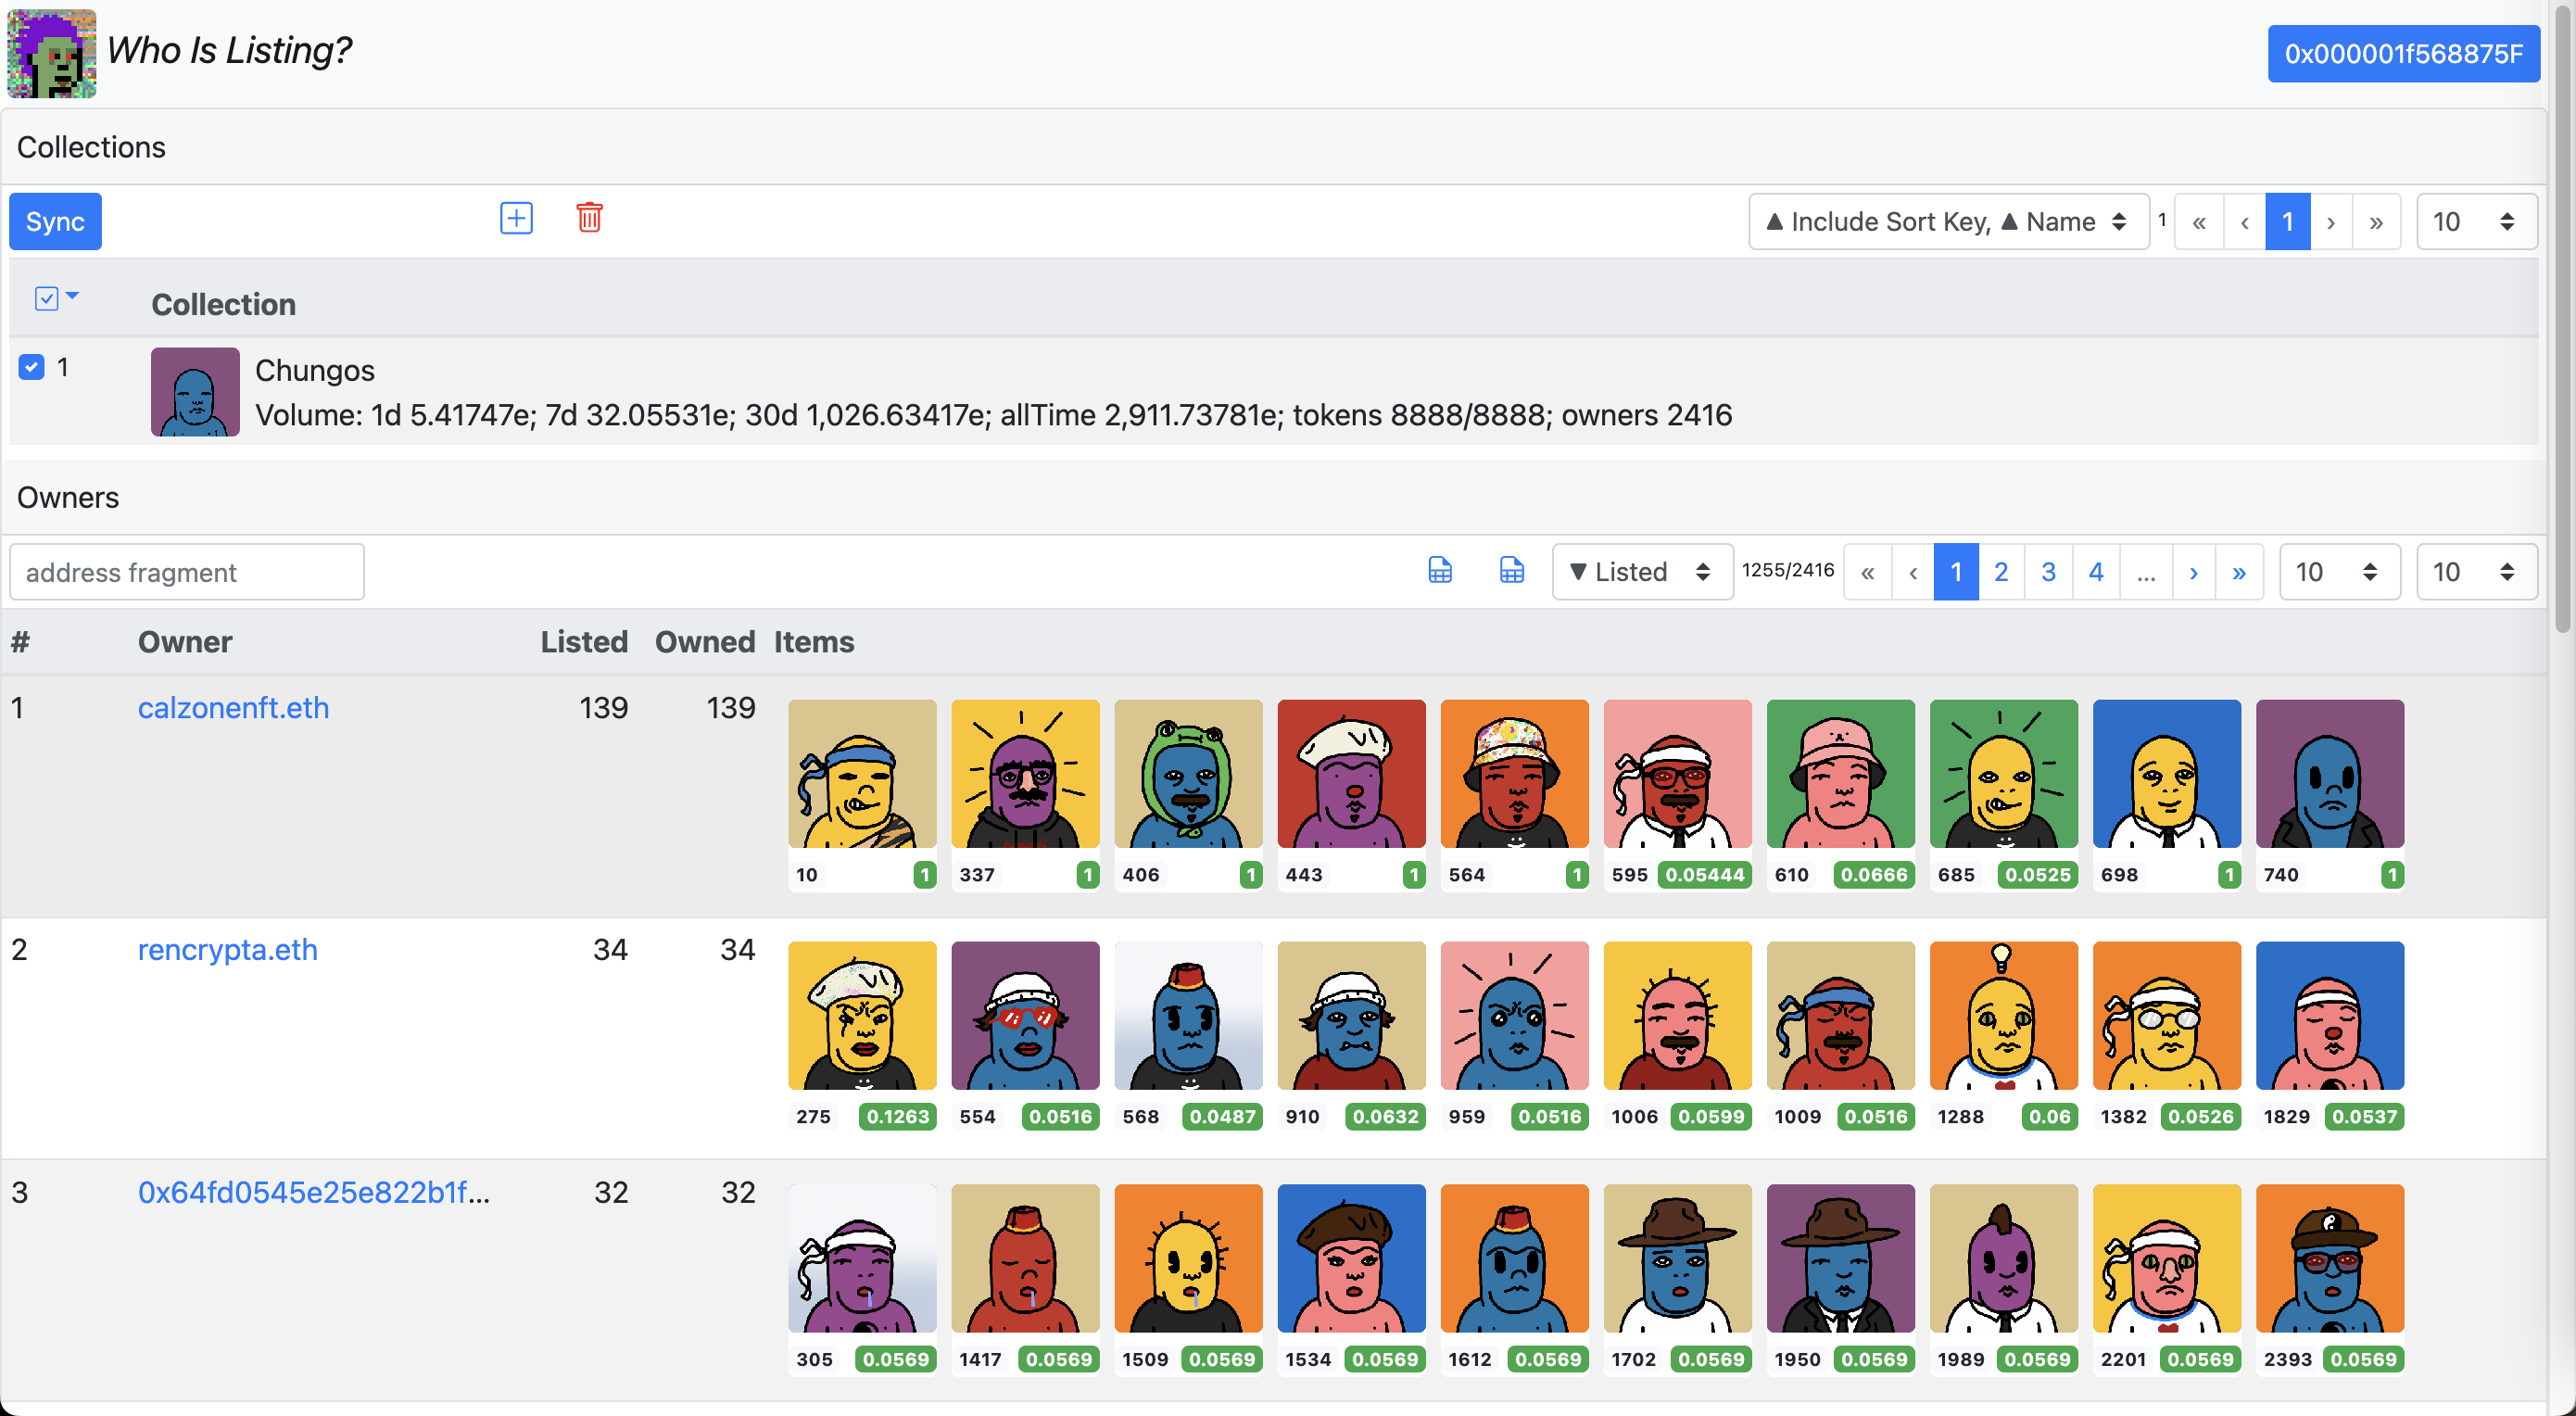 Who Is Listing?
0x000001f568875F
Collections
Sync
▲ Include Sort Key, ▲ Name
1
« ‹ 1 › »
10
Collection
1
Chungos
Volume: 1d 5.41747e; 7d 32.05531e; 30d 1,026.63417e; allTime 2,911.73781e; tokens 8888/8888; owners 2416
Owners
address fragment
▼ Listed
1255/2416
« ‹ 1 2 3 4 ... › »
10
10
# Owner Listed Owned Items
1 calzonenft.eth 139 139
10 1 337 1 406 1 443 1 564 1 595 0.05444 610 0.0666 685 0.0525 698 1 740 1
2 rencrypta.eth 34 34
275 0.1263 554 0.0516 568 0.0487 910 0.0632 959 0.0516 1006 0.0599 1009 0.0516 1288 0.06 1382 0.0526 1829 0.0537
3 0x64fd0545e25e822b1f... 32 32
305 0.0569 1417 0.0569 1509 0.0569 1534 0.0569 1612 0.0569 1702 0.0569 1950 0.0569 1989 0.0569 2201 0.0569 2393 0.0569